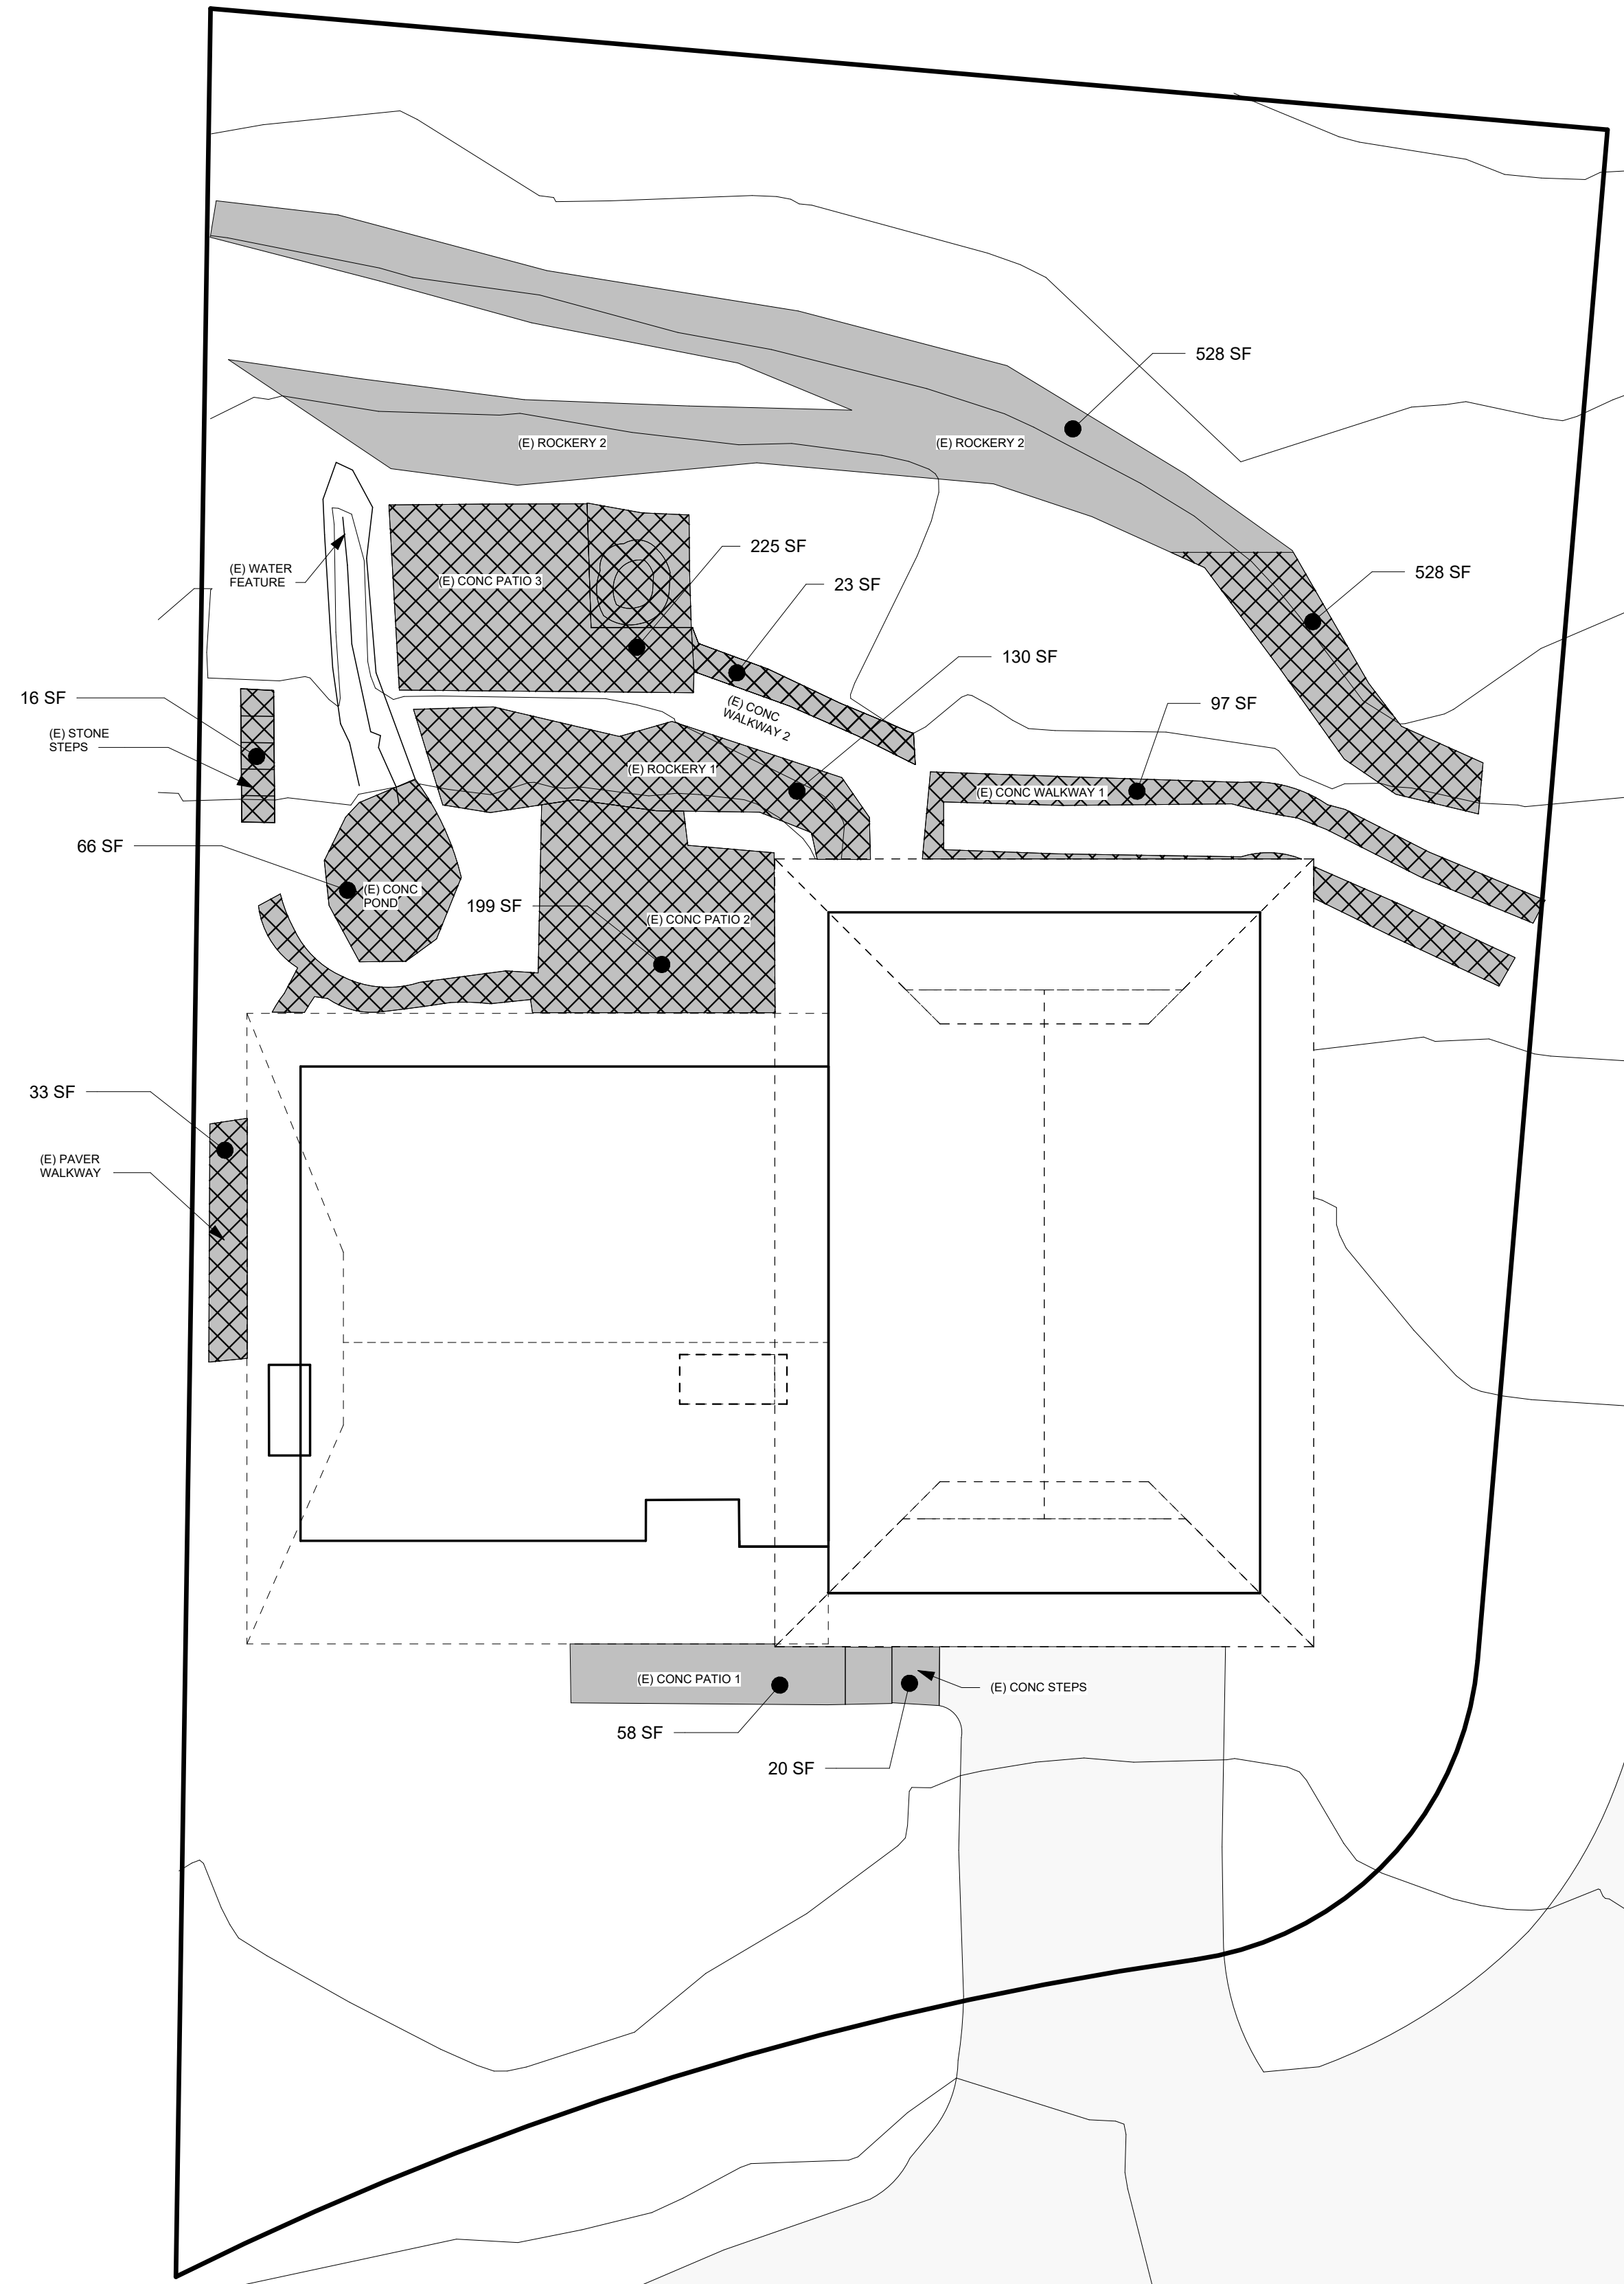 528 SF
(E) ROCKERY 2
(E) ROCKERY 2
225 SF
(E) WATER
FEATURE
(E) CONC PATIO 3
23 SF
528 SF
130 SF
16 SF
(E) CONC
WALKWAY 2
97 SF
(E) STONE
STEPS
(E) ROCKERY 1
(E) CONC WALKWAY 1
66 SF
(E) CONC
POND
199 SF
(E) CONC PATIO 2
33 SF
(E) PAVER
WALKWAY
(E) CONC PATIO 1
(E) CONC STEPS
58 SF
20 SF